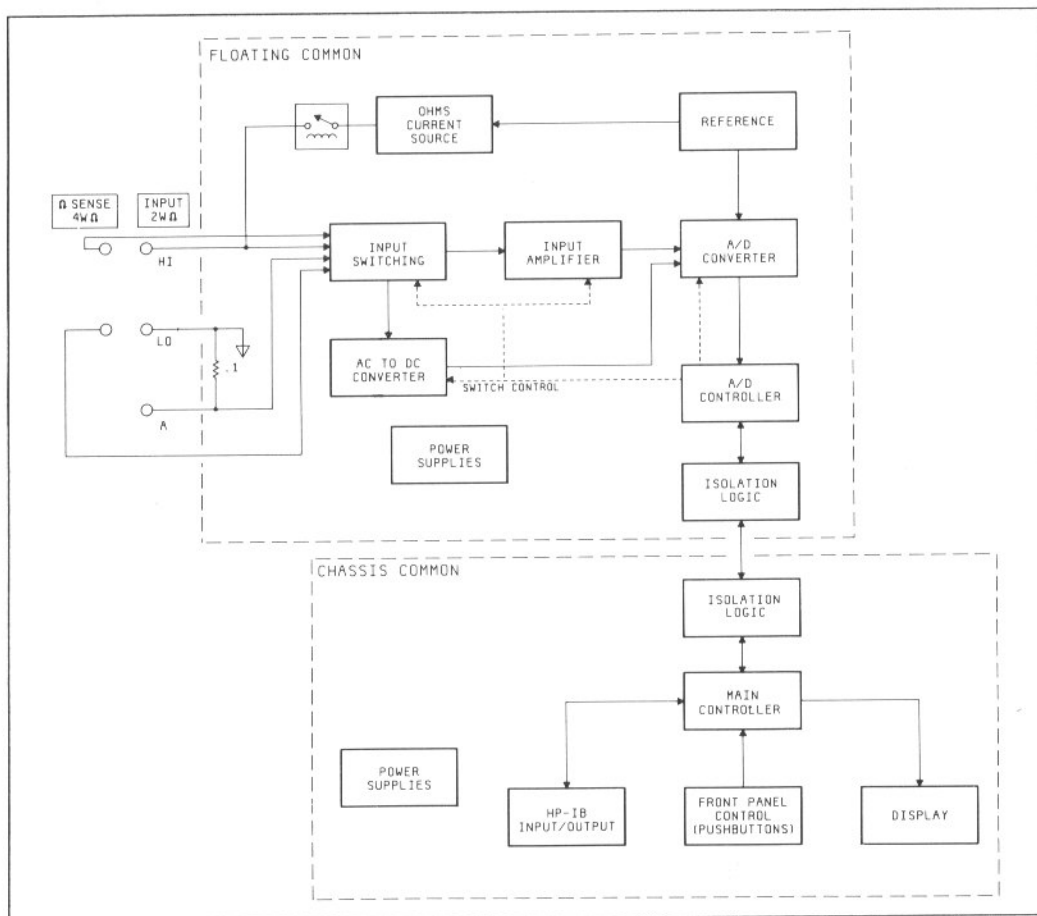 FLOATING COMMON
OHMS
CURRENT
SOURCE
REFERENCE
Ω SENSE
4WΩ
INPUT
2WΩ
HI
INPUT
SWITCHING
INPUT
AMPLIFIER
A/D
CONVERTER
LO
.1
AC TO DC
CONVERTER
SWITCH CONTROL
A/D
CONTROLLER
A
POWER
SUPPLIES
ISOLATION
LOGIC
CHASSIS COMMON
ISOLATION
LOGIC
MAIN
CONTROLLER
POWER
SUPPLIES
HP-IB
INPUT/OUTPUT
FRONT PANEL
CONTROL
(PUSHBUTTONS)
DISPLAY